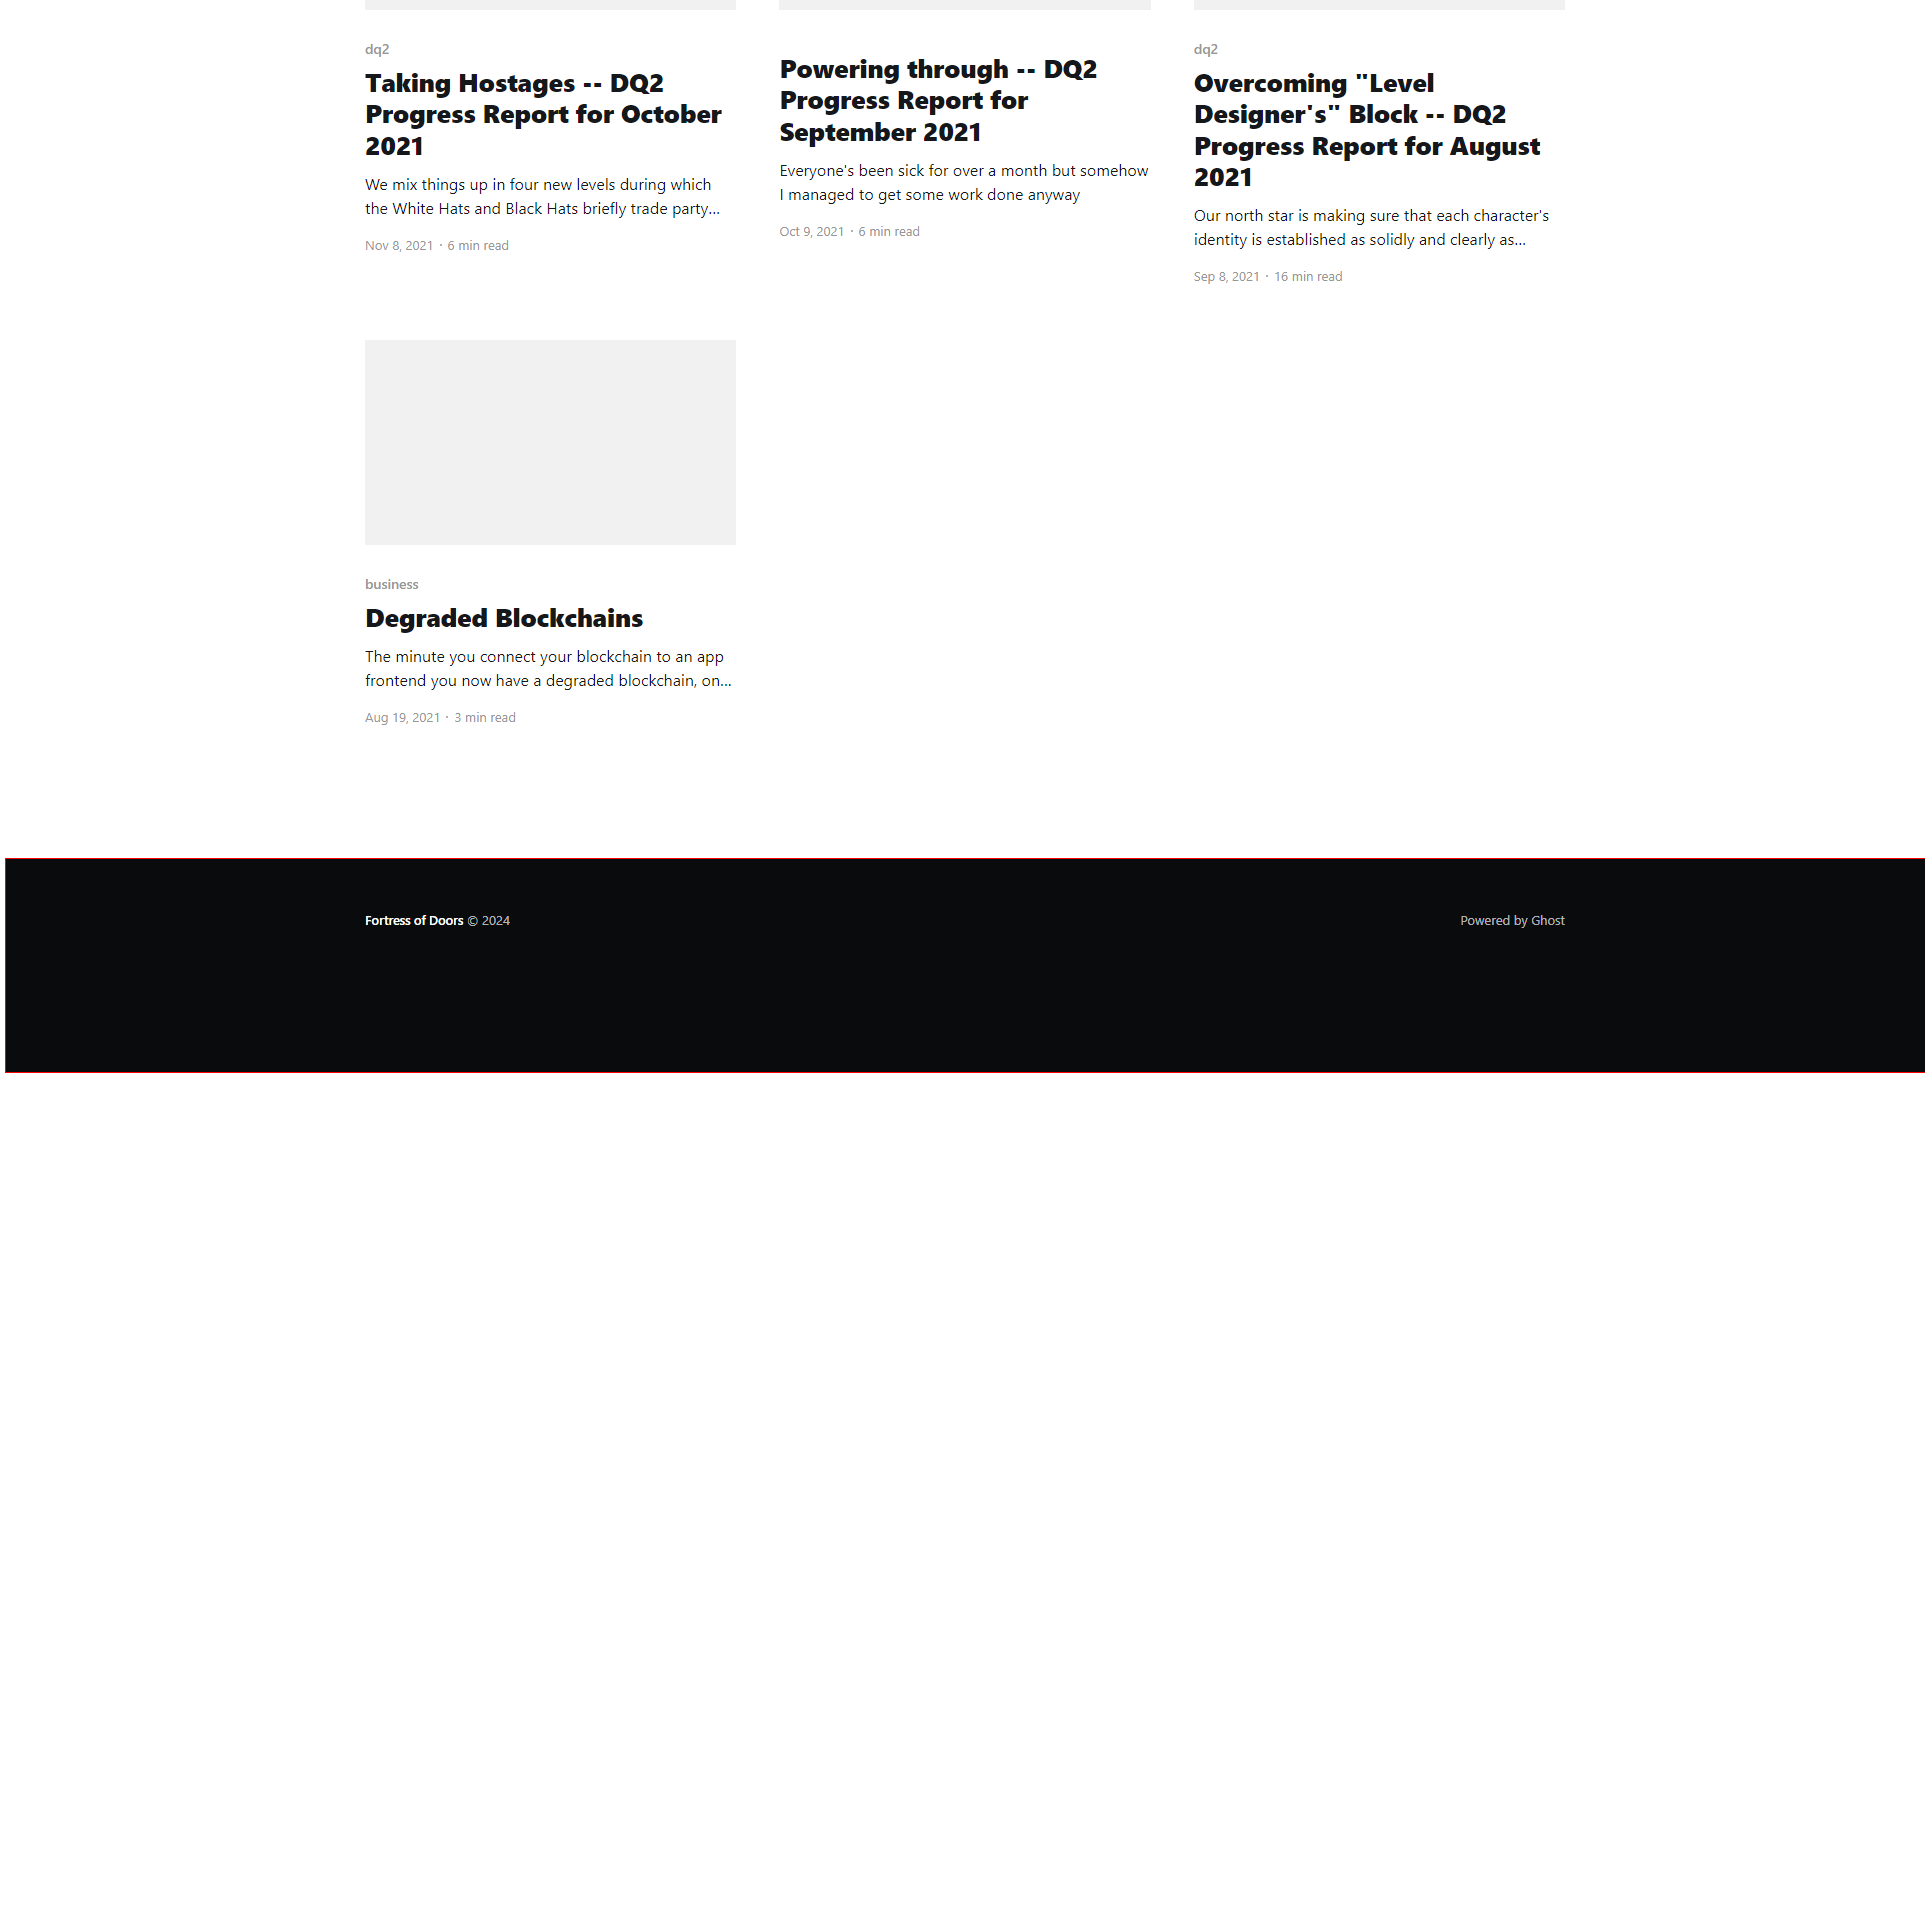 dq2
Taking Hostages -- DQ2
Progress Report for October
2021
We mix things up in four new levels during which
the White Hats and Black Hats briefly trade party...
Nov 8, 2021 • 6 min read
Powering through -- DQ2
Progress Report for
September 2021
Everyone's been sick for over a month but somehow
I managed to get some work done anyway
Oct 9, 2021 • 6 min read
dq2
Overcoming "Level
Designer's" Block -- DQ2
Progress Report for August
2021
Our north star is making sure that each character's
identity is established as solidly and clearly as...
Sep 8, 2021 • 16 min read
business
Degraded Blockchains
The minute you connect your blockchain to an app
frontend you now have a degraded blockchain, on...
Aug 19, 2021 • 3 min read
Fortress of Doors © 2024
Powered by Ghost